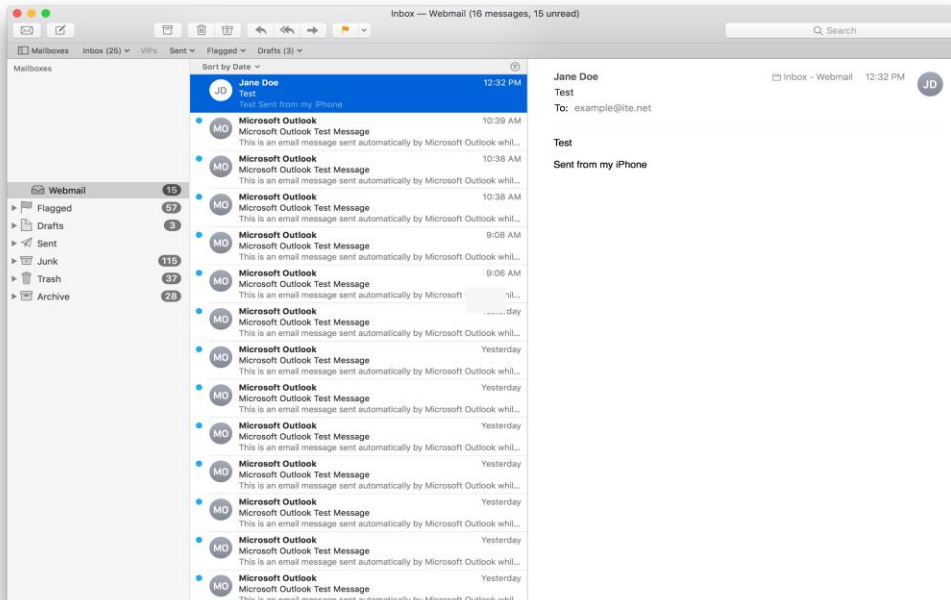 Inbox — Webmail (16 messages, 15 unread)
Search
Mailboxes Inbox (25) VIPs Sent Flagged Drafts (3)
Mailboxes
Webmail 15
Flagged 57
Drafts 3
Sent
Junk 115
Trash 37
Archive 28
Sort by Date
JD
Jane Doe 12:32 PM
Test
Test Sent from my iPhone
MO
Microsoft Outlook 10:39 AM
Microsoft Outlook Test Message
This is an email message sent automatically by Microsoft Outlook whil...
MO
Microsoft Outlook 10:38 AM
Microsoft Outlook Test Message
This is an email message sent automatically by Microsoft Outlook whil...
MO
Microsoft Outlook 10:38 AM
Microsoft Outlook Test Message
This is an email message sent automatically by Microsoft Outlook whil...
MO
Microsoft Outlook 9:08 AM
Microsoft Outlook Test Message
This is an email message sent automatically by Microsoft Outlook whil...
MO
Microsoft Outlook 9:06 AM
Microsoft Outlook Test Message
This is an email message sent automatically by Microsoft
MO
Microsoft Outlook
Microsoft Outlook Test Message
This is an email message sent automatically by Microsoft Outlook whil...
MO
Microsoft Outlook Yesterday
Microsoft Outlook Test Message
This is an email message sent automatically by Microsoft Outlook whil...
MO
Microsoft Outlook Yesterday
Microsoft Outlook Test Message
This is an email message sent automatically by Microsoft Outlook whil...
MO
Microsoft Outlook Yesterday
Microsoft Outlook Test Message
This is an email message sent automatically by Microsoft Outlook whil...
MO
Microsoft Outlook Yesterday
Microsoft Outlook Test Message
This is an email message sent automatically by Microsoft Outlook whil...
MO
Microsoft Outlook Yesterday
Microsoft Outlook Test Message
This is an email message sent automatically by Microsoft Outlook whil...
MO
Microsoft Outlook Yesterday
Microsoft Outlook Test Message
This is an email message sent automatically by Microsoft Outlook whil...
MO
Microsoft Outlook Yesterday
Microsoft Outlook Test Message
This is an email message sent automatically by Microsoft Outlook whil...
Jane Doe Inbox - Webmail 12:32 PM
JD
Test
To: example@ite.net
Test
Sent from my iPhone